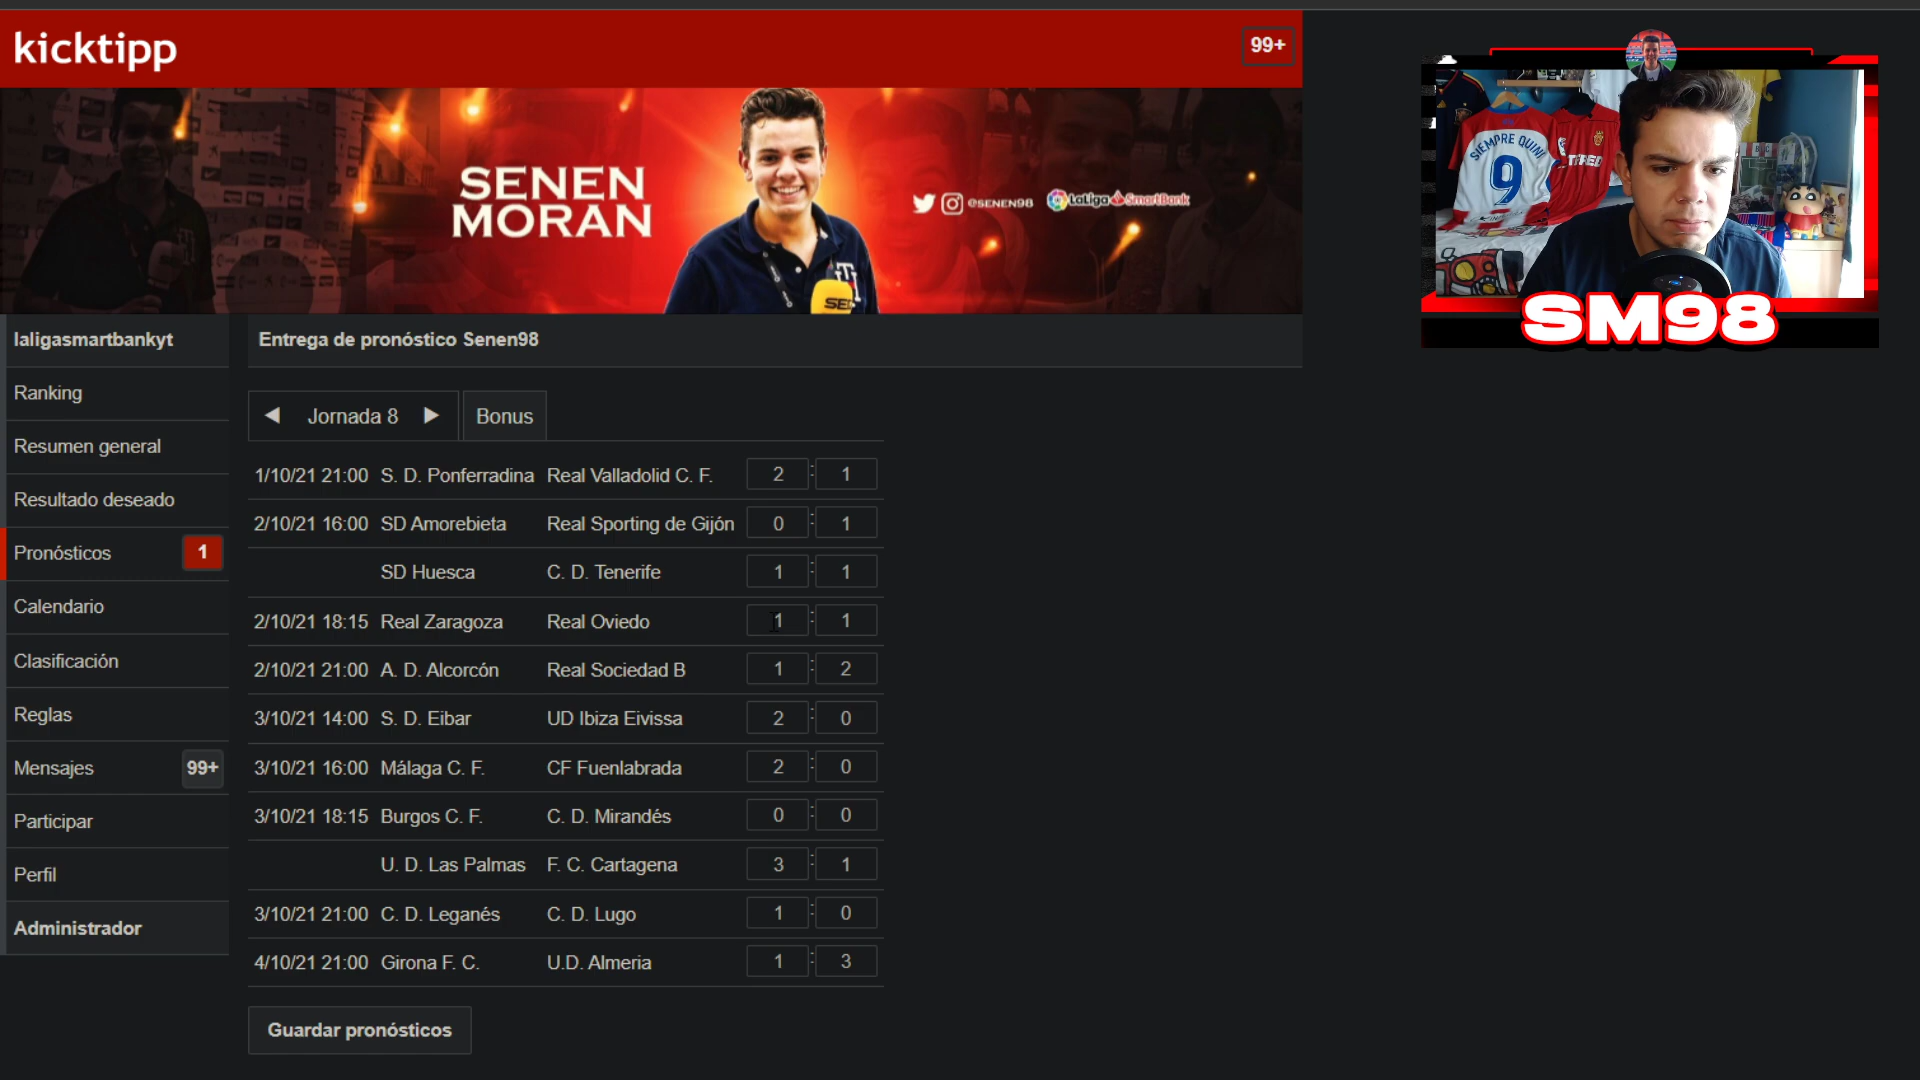 kicktipp
99+
SENEN
MORAN
@SENEN98
LaLiga SmartBank
SIEMPRE QUINI
9
SM98
laligasmartbankyt
Ranking
Resumen general
Resultado deseado
Pronósticos 1
Calendario
Clasificación
Reglas
Mensajes 99+
Participar
Perfil
Administrador
Entrega de pronóstico Senen98
◀ Jornada 8 ▶ Bonus
1/10/21 21:00 S. D. Ponferradina Real Valladolid C. F. 2 : 1
2/10/21 16:00 SD Amorebieta Real Sporting de Gijón 0 : 1
SD Huesca C. D. Tenerife 1 : 1
2/10/21 18:15 Real Zaragoza Real Oviedo 1 : 1
2/10/21 21:00 A. D. Alcorcón Real Sociedad B 1 : 2
3/10/21 14:00 S. D. Eibar UD Ibiza Eivissa 2 : 0
3/10/21 16:00 Málaga C. F. CF Fuenlabrada 2 : 0
3/10/21 18:15 Burgos C. F. C. D. Mirandés 0 : 0
U. D. Las Palmas F. C. Cartagena 3 : 1
3/10/21 21:00 C. D. Leganés C. D. Lugo 1 : 0
4/10/21 21:00 Girona F. C. U.D. Almeria 1 : 3
Guardar pronósticos